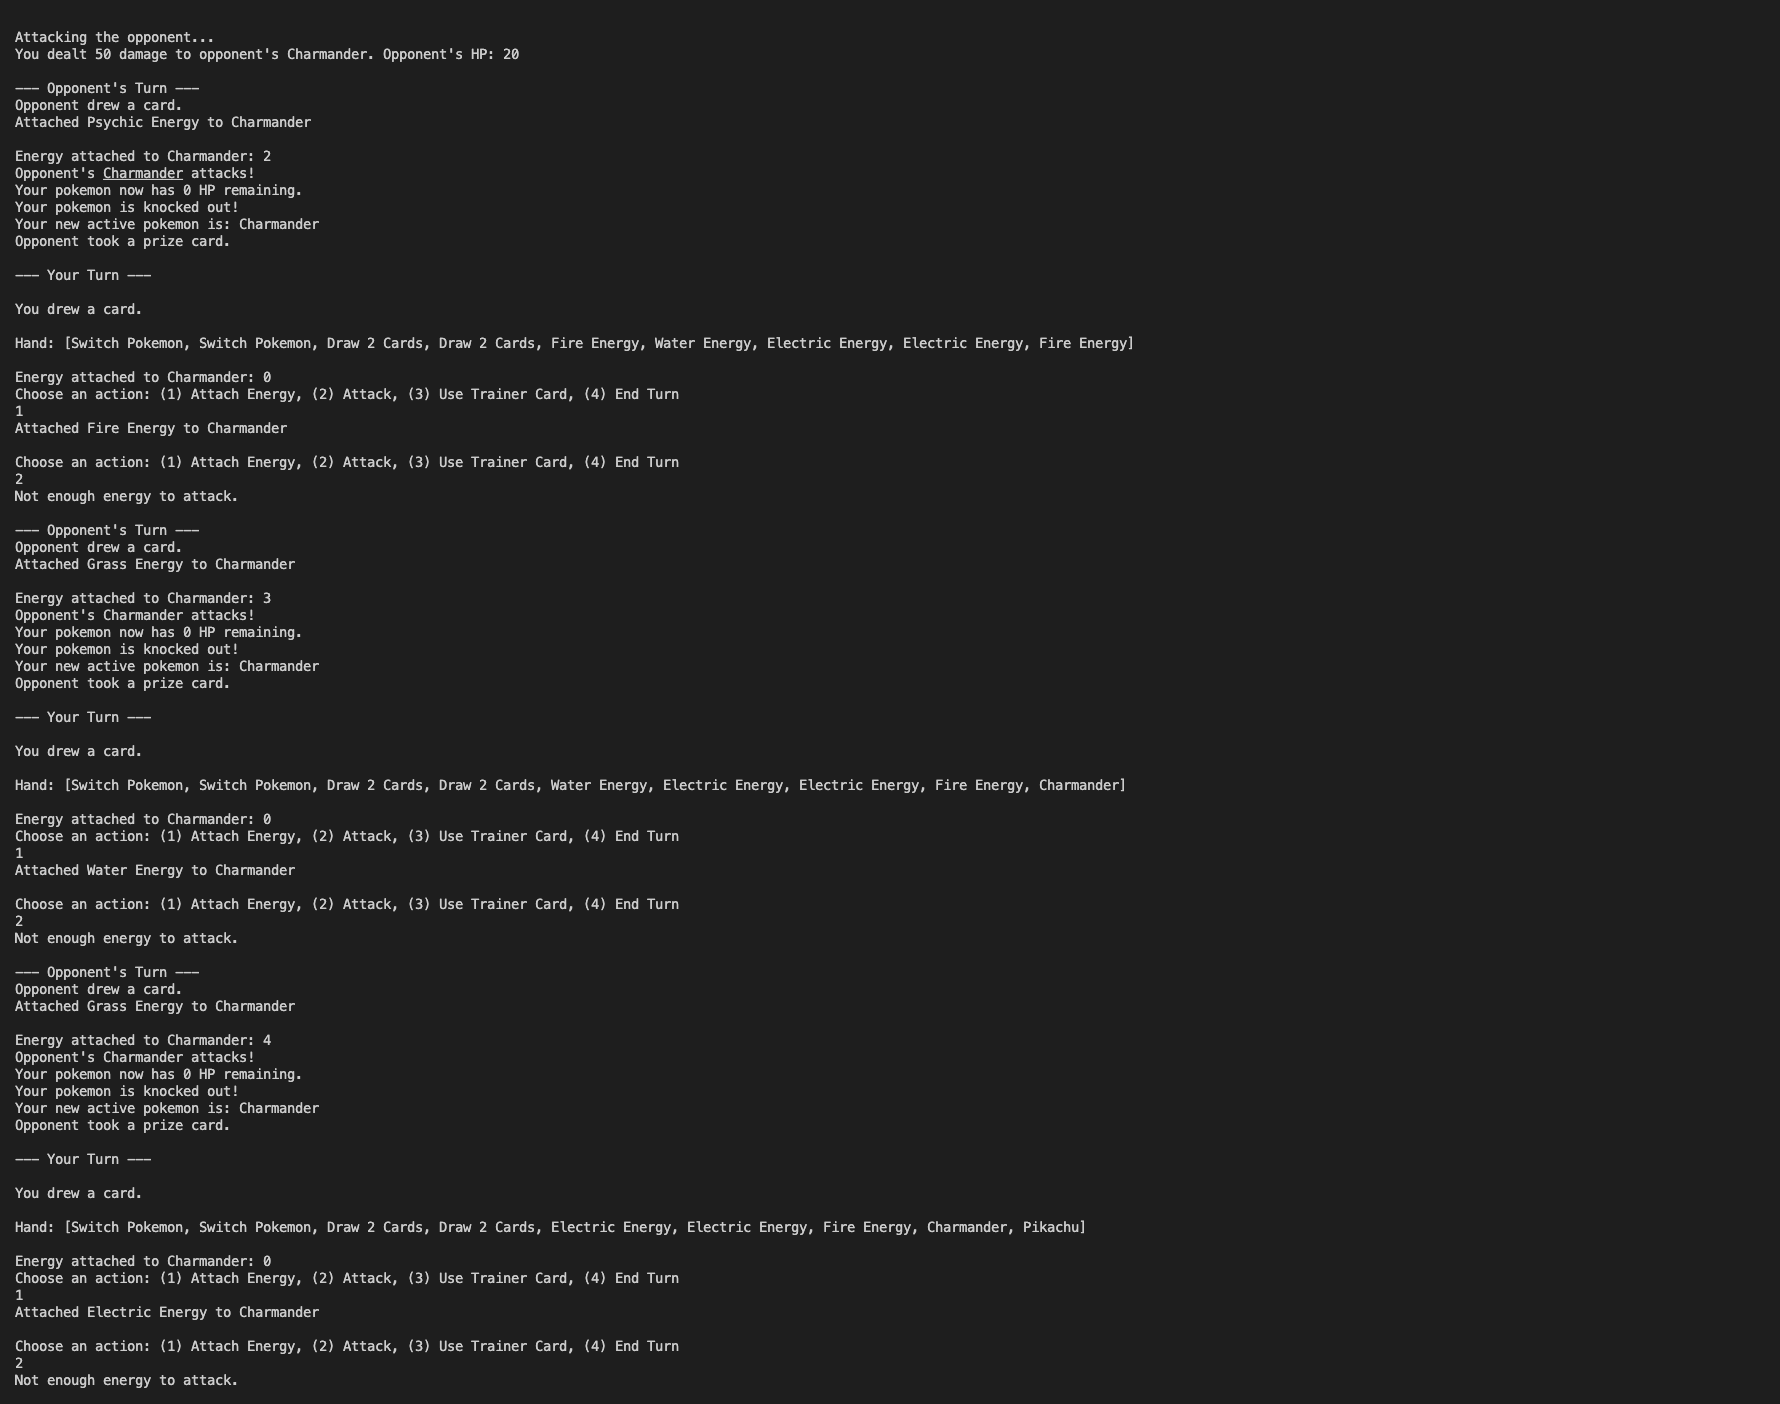 Attacking the opponent...
You dealt 50 damage to opponent's Charmander. Opponent's HP: 20
--- Opponent's Turn ---
Opponent drew a card.
Attached Psychic Energy to Charmander
Energy attached to Charmander: 2
Opponent's Charmander attacks!
Your pokemon now has 0 HP remaining.
Your pokemon is knocked out!
Your new active pokemon is: Charmander
Opponent took a prize card.
--- Your Turn ---
You drew a card.
Hand: [Switch Pokemon, Switch Pokemon, Draw 2 Cards, Draw 2 Cards, Fire Energy, Water Energy, Electric Energy, Electric Energy, Fire Energy]
Energy attached to Charmander: 0
Choose an action: (1) Attach Energy, (2) Attack, (3) Use Trainer Card, (4) End Turn
1
Attached Fire Energy to Charmander
Choose an action: (1) Attach Energy, (2) Attack, (3) Use Trainer Card, (4) End Turn
2
Not enough energy to attack.
--- Opponent's Turn ---
Opponent drew a card.
Attached Grass Energy to Charmander
Energy attached to Charmander: 3
Opponent's Charmander attacks!
Your pokemon now has 0 HP remaining.
Your pokemon is knocked out!
Your new active pokemon is: Charmander
Opponent took a prize card.
--- Your Turn ---
You drew a card.
Hand: [Switch Pokemon, Switch Pokemon, Draw 2 Cards, Draw 2 Cards, Water Energy, Electric Energy, Electric Energy, Fire Energy, Charmander]
Energy attached to Charmander: 0
Choose an action: (1) Attach Energy, (2) Attack, (3) Use Trainer Card, (4) End Turn
1
Attached Water Energy to Charmander
Choose an action: (1) Attach Energy, (2) Attack, (3) Use Trainer Card, (4) End Turn
2
Not enough energy to attack.
--- Opponent's Turn ---
Opponent drew a card.
Attached Grass Energy to Charmander
Energy attached to Charmander: 4
Opponent's Charmander attacks!
Your pokemon now has 0 HP remaining.
Your pokemon is knocked out!
Your new active pokemon is: Charmander
Opponent took a prize card.
--- Your Turn ---
You drew a card.
Hand: [Switch Pokemon, Switch Pokemon, Draw 2 Cards, Draw 2 Cards, Electric Energy, Electric Energy, Fire Energy, Charmander, Pikachu]
Energy attached to Charmander: 0
Choose an action: (1) Attach Energy, (2) Attack, (3) Use Trainer Card, (4) End Turn
1
Attached Electric Energy to Charmander
Choose an action: (1) Attach Energy, (2) Attack, (3) Use Trainer Card, (4) End Turn
2
Not enough energy to attack.